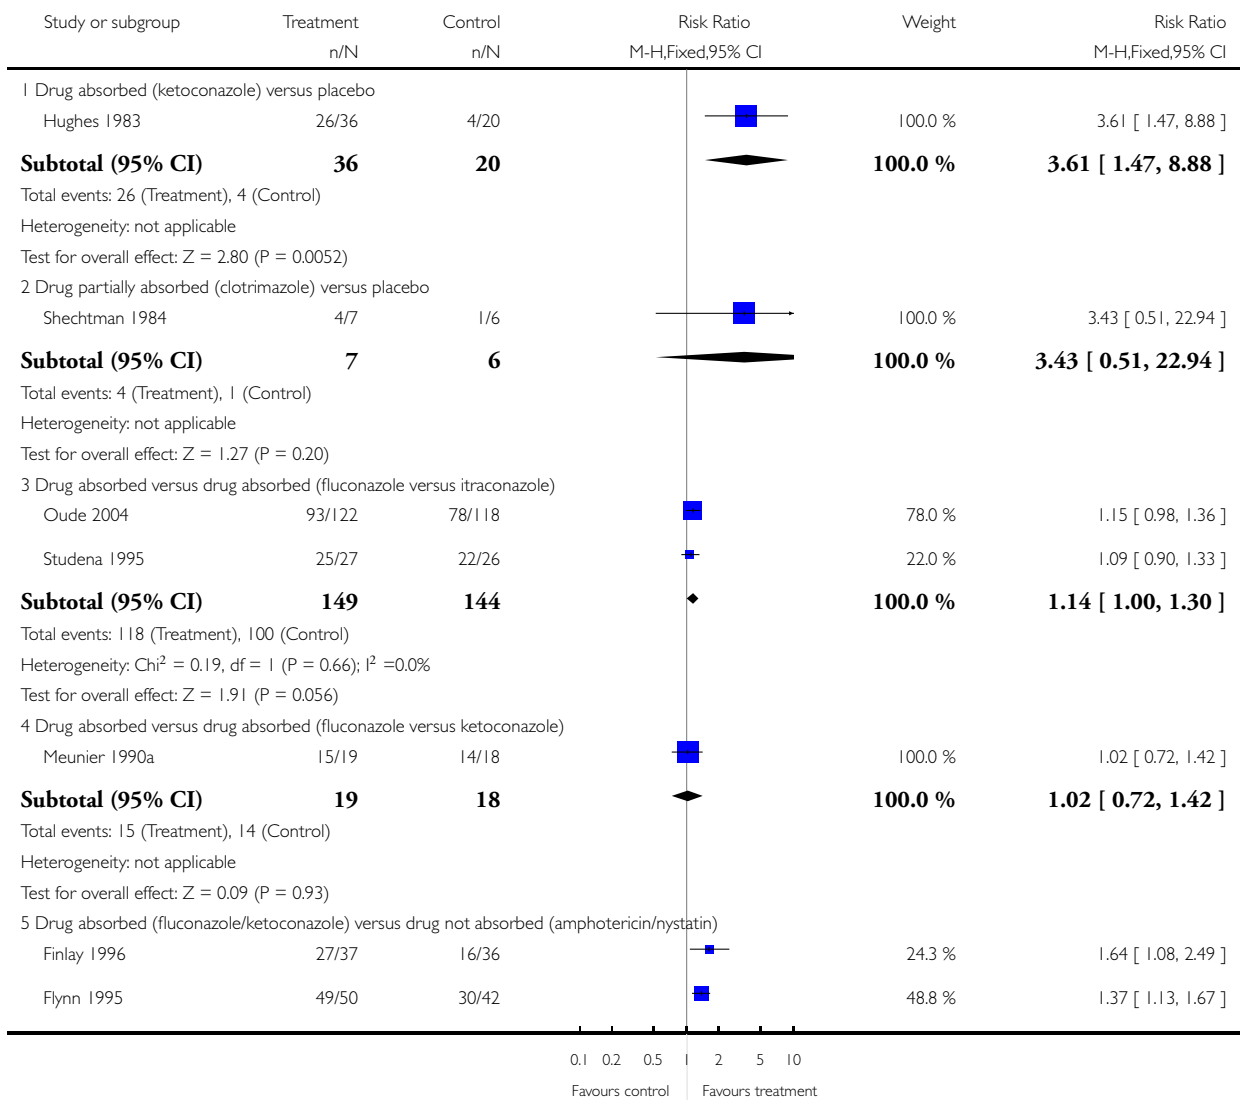 Study or subgroup Treatment Control Risk Ratio Weight Risk Ratio
n/N n/N M-H,Fixed,95% CI M-H,Fixed,95% CI
1 Drug absorbed (ketoconazole) versus placebo
Hughes 1983 26/36 4/20 100.0 % 3.61 [ 1.47, 8.88 ]
Subtotal (95% CI) 36 20 100.0 % 3.61 [ 1.47, 8.88 ]
Total events: 26 (Treatment), 4 (Control)
Heterogeneity: not applicable
Test for overall effect: Z = 2.80 (P = 0.0052)
2 Drug partially absorbed (clotrimazole) versus placebo
Shechtman 1984 4/7 1/6 100.0 % 3.43 [ 0.51, 22.94 ]
Subtotal (95% CI) 7 6 100.0 % 3.43 [ 0.51, 22.94 ]
Total events: 4 (Treatment), 1 (Control)
Heterogeneity: not applicable
Test for overall effect: Z = 1.27 (P = 0.20)
3 Drug absorbed versus drug absorbed (fluconazole versus itraconazole)
Oude 2004 93/122 78/118 78.0 % 1.15 [ 0.98, 1.36 ]
Studena 1995 25/27 22/26 22.0 % 1.09 [ 0.90, 1.33 ]
Subtotal (95% CI) 149 144 100.0 % 1.14 [ 1.00, 1.30 ]
Total events: 118 (Treatment), 100 (Control)
Heterogeneity: Chi² = 0.19, df = 1 (P = 0.66); I² =0.0%
Test for overall effect: Z = 1.91 (P = 0.056)
4 Drug absorbed versus drug absorbed (fluconazole versus ketoconazole)
Meunier 1990a 15/19 14/18 100.0 % 1.02 [ 0.72, 1.42 ]
Subtotal (95% CI) 19 18 100.0 % 1.02 [ 0.72, 1.42 ]
Total events: 15 (Treatment), 14 (Control)
Heterogeneity: not applicable
Test for overall effect: Z = 0.09 (P = 0.93)
5 Drug absorbed (fluconazole/ketoconazole) versus drug not absorbed (amphotericin/nystatin)
Finlay 1996 27/37 16/36 24.3 % 1.64 [ 1.08, 2.49 ]
Flynn 1995 49/50 30/42 48.8 % 1.37 [ 1.13, 1.67 ]
0.1 0.2 0.5 1 2 5 10
Favours control Favours treatment